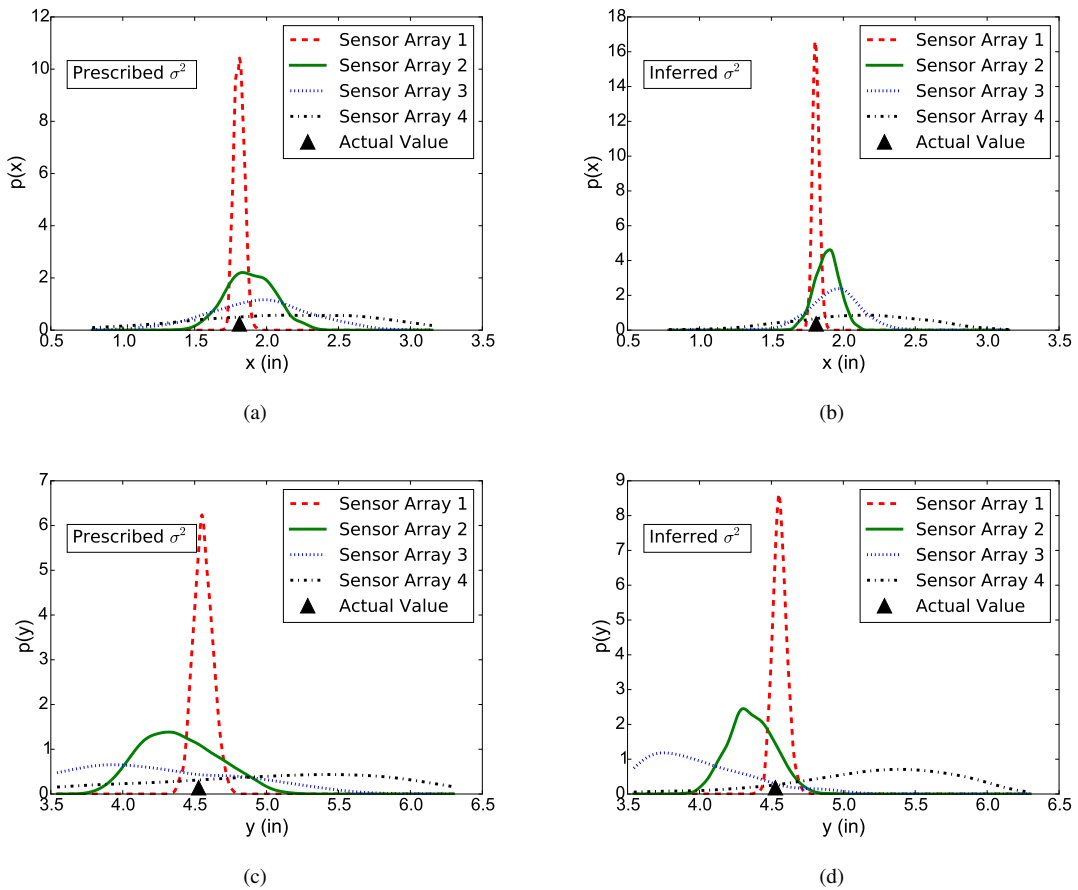 12
10
8
6
4
2
0
p(x)
Prescribed σ²
Sensor Array 1
Sensor Array 2
Sensor Array 3
Sensor Array 4
Actual Value
0.5 1.0 1.5 2.0 2.5 3.0 3.5
x (in)
(a)
18
16
14
12
10
8
6
4
2
0
p(x)
Inferred σ²
Sensor Array 1
Sensor Array 2
Sensor Array 3
Sensor Array 4
Actual Value
0.5 1.0 1.5 2.0 2.5 3.0 3.5
x (in)
(b)
7
6
5
4
3
2
1
0
p(y)
Prescribed σ²
Sensor Array 1
Sensor Array 2
Sensor Array 3
Sensor Array 4
Actual Value
3.5 4.0 4.5 5.0 5.5 6.0 6.5
y (in)
(c)
9
8
7
6
5
4
3
2
1
0
p(y)
Inferred σ²
Sensor Array 1
Sensor Array 2
Sensor Array 3
Sensor Array 4
Actual Value
3.5 4.0 4.5 5.0 5.5 6.0 6.5
y (in)
(d)